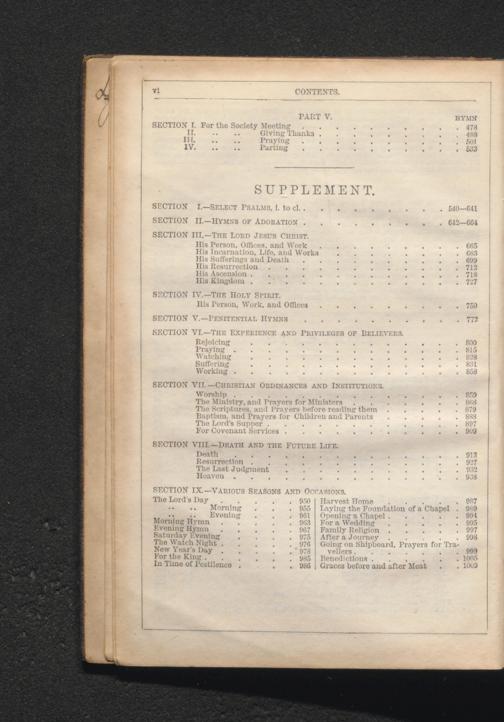 vi
CONTENTS.
PART V.
HYMN
SECTION I. For the Society Meeting . . . . . . . . 478
II. .. .. Giving Thanks . . . . . . . 488
III. .. .. Praying . . . . . . . . 501
IV. .. .. Parting . . . . . . . . 533
SUPPLEMENT.
SECTION I.—SELECT PSALMS, i. to cl. . . . . . . . 540—641
SECTION II.—HYMNS OF ADORATION . . . . . . . 642—664
SECTION III.—THE LORD JESUS CHRIST.
His Person, Offices, and Work . . . . . . . 665
His Incarnation, Life, and Works . . . . . . . 683
His Sufferings and Death . . . . . . . . 699
His Resurrection . . . . . . . . . 712
His Ascension . . . . . . . . . 718
His Kingdom . . . . . . . . . 727
SECTION IV.—THE HOLY SPIRIT.
His Person, Work, and Offices . . . . . . . 750
SECTION V.—PENITENTIAL HYMNS . . . . . . . 772
SECTION VI.—THE EXPERIENCE AND PRIVILEGES OF BELIEVERS.
Rejoicing . . . . . . . . . 800
Praying . . . . . . . . . 815
Watching . . . . . . . . . 828
Suffering . . . . . . . . . 831
Working . . . . . . . . . 858
SECTION VII.—CHRISTIAN ORDINANCES AND INSTITUTIONS.
Worship . . . . . . . . . 859
The Ministry, and Prayers for Ministers . . . . . . 868
The Scriptures, and Prayers before reading them . . . . . 879
Baptism, and Prayers for Children and Parents . . . . . 888
The Lord's Supper . . . . . . . . . 897
For Covenant Services . . . . . . . . 909
SECTION VIII.—DEATH AND THE FUTURE LIFE.
Death . . . . . . . . . 913
Resurrection . . . . . . . . . 927
The Last Judgment . . . . . . . . 932
Heaven . . . . . . . . . 938
SECTION IX.—VARIOUS SEASONS AND OCCASIONS.
The Lord's Day . . . . 950
.. .. Morning . . . 955
.. .. Evening . . . 961
Morning Hymn . . . . 963
Evening Hymn . . . . 967
Saturday Evening . . . . 975
The Watch Night . . . . 976
New Year's Day . . . . 978
For the King . . . . . 985
In Time of Pestilence . . . 986
Harvest Home . . . . 987
Laying the Foundation of a Chapel . 989
Opening a Chapel . . . . 994
For a Wedding . . . . 995
Family Religion . . . . 997
After a Journey . . . . 998
Going on Shipboard, Prayers for Tra-
vellers . . . . . 999
Benedictions . . . . 1005
Graces before and after Meat . . 1009